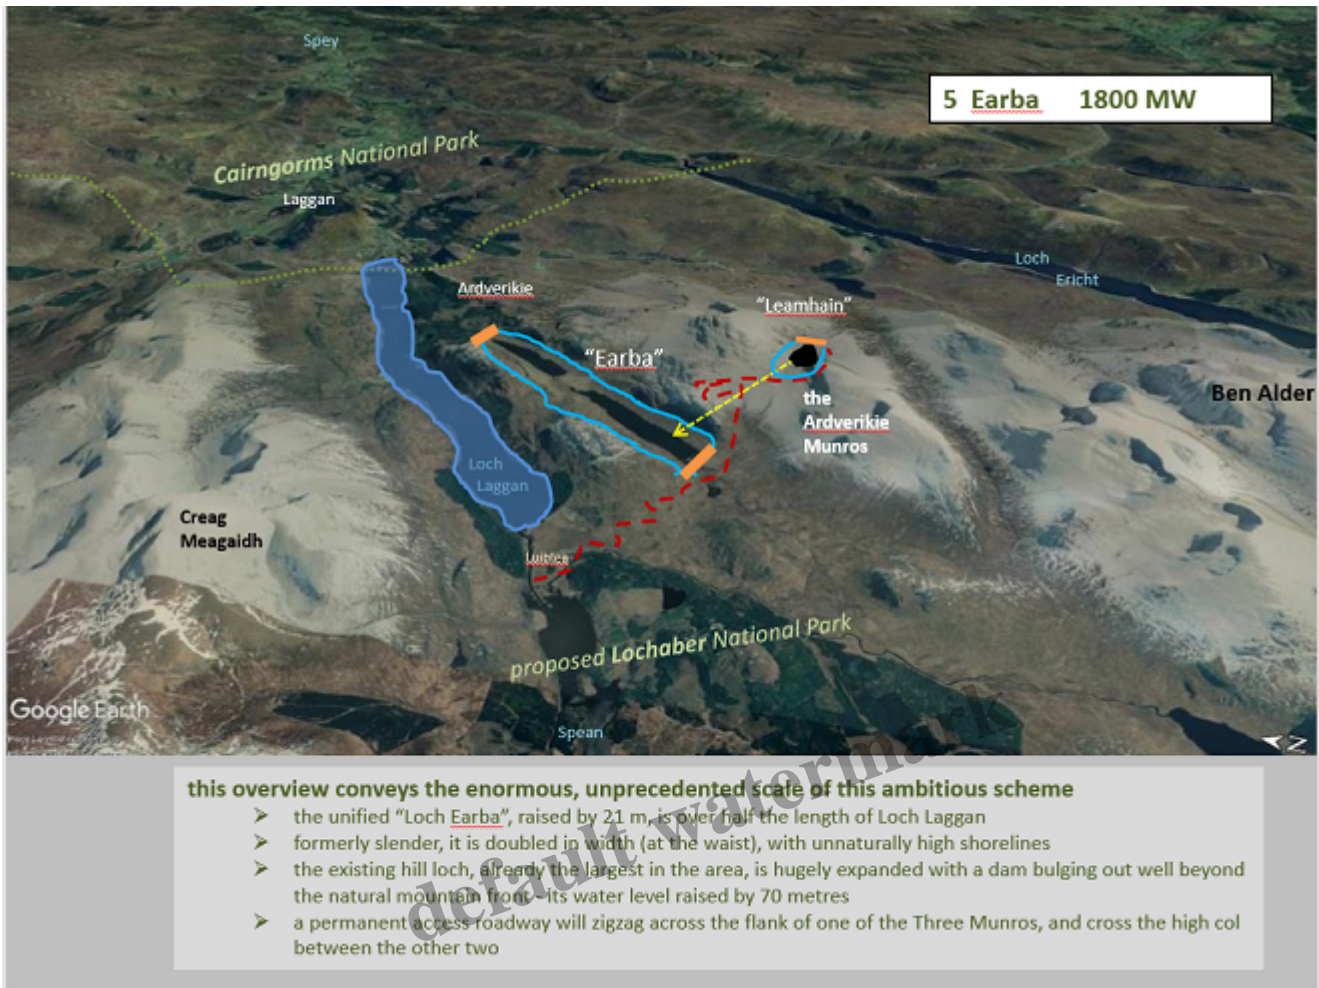 Spey
5 Earba 1800 MW
Cairngorms National Park
Laggan
Loch
Ericht
Ardverikie
"Leamhain"
"Earba"
Ben Alder
the
Ardverikie
Munros
Loch
Laggan
Creag
Meagaidh
Luiblea
proposed Lochaber National Park
Google Earth
Spean
N
this overview conveys the enormous, unprecedented scale of this ambitious scheme
➢ the unified "Loch Earba", raised by 21 m, is over half the length of Loch Laggan
➢ formerly slender, it is doubled in width (at the waist), with unnaturally high shorelines
➢ the existing hill loch, already the largest in the area, is hugely expanded with a dam bulging out well beyond
the natural mountain front - its water level raised by 70 metres
➢ a permanent access roadway will zigzag across the flank of one of the Three Munros, and cross the high col
between the other two
default watermark